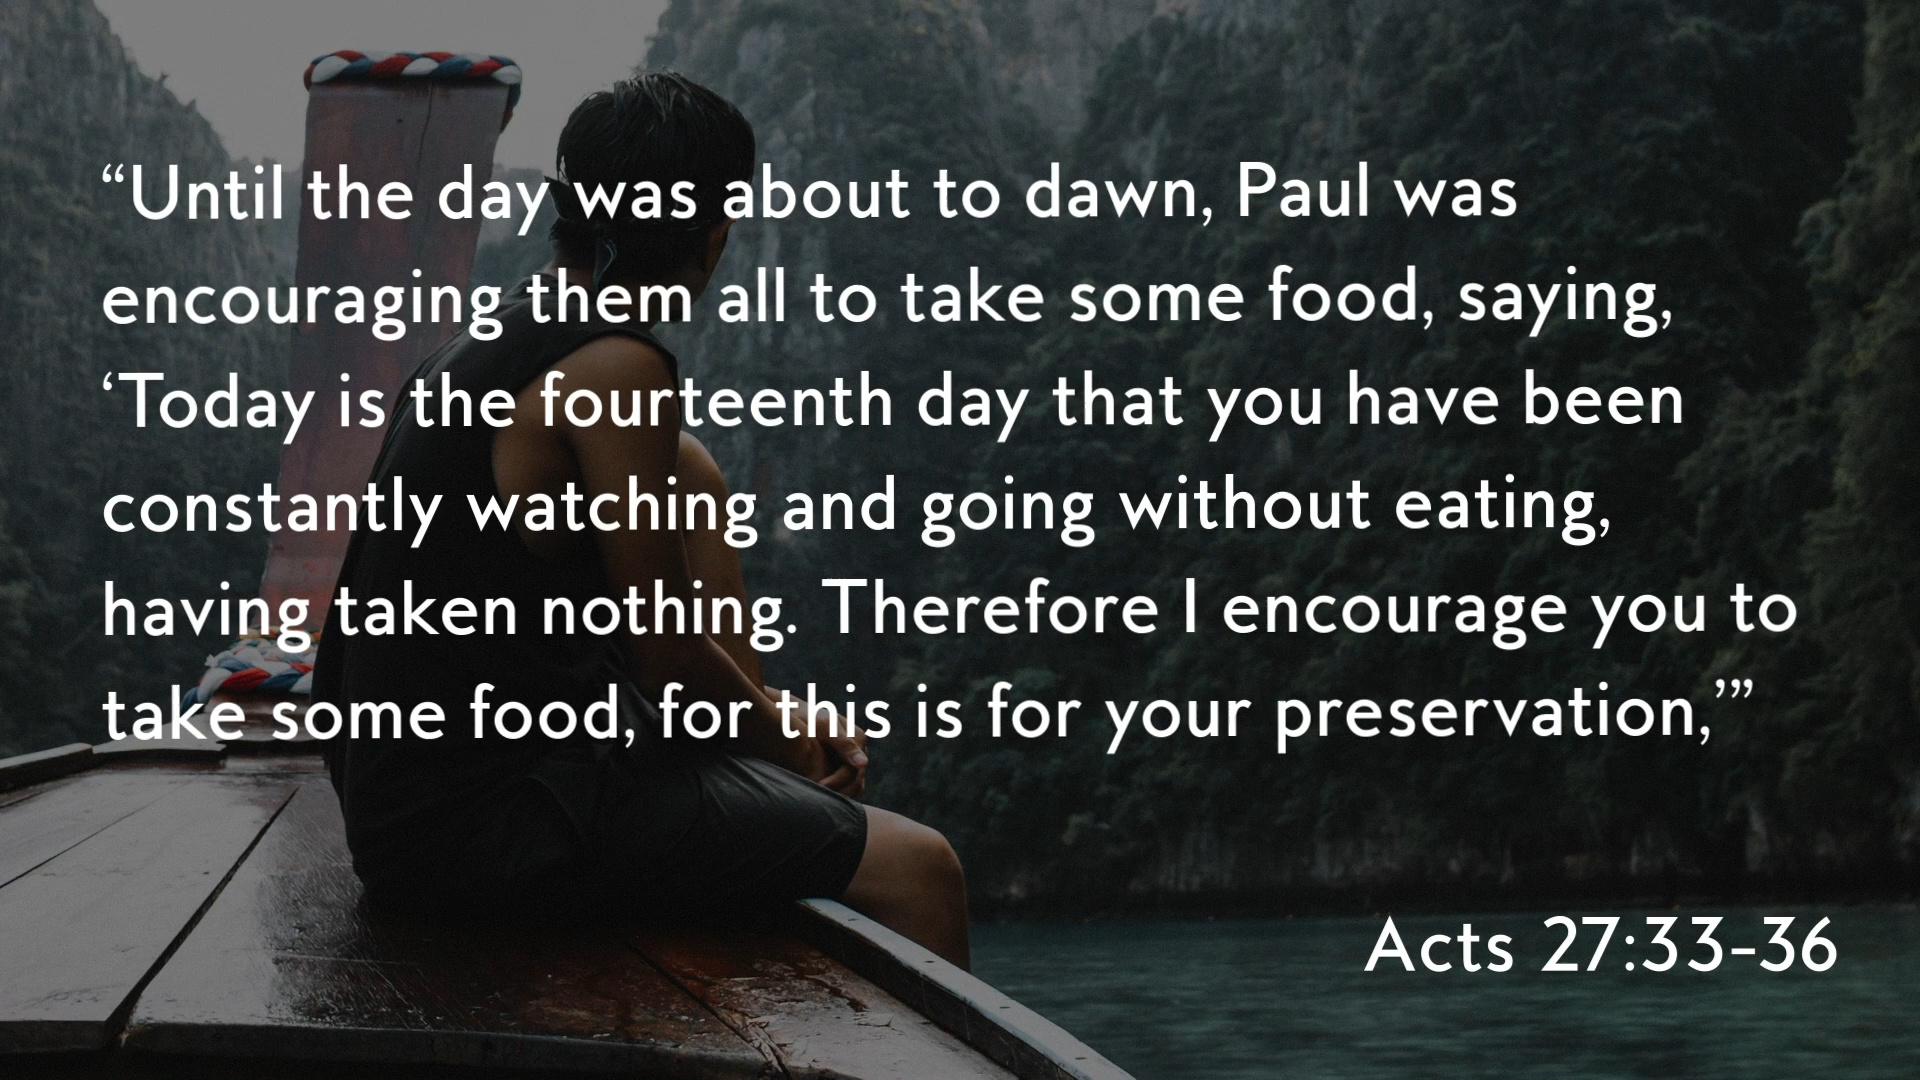 “Until the day was about to dawn, Paul was
encouraging them all to take some food, saying,
‘Today is the fourteenth day that you have been
constantly watching and going without eating,
having taken nothing. Therefore I encourage you to
take some food, for this is for your preservation,’”
Acts 27:33-36